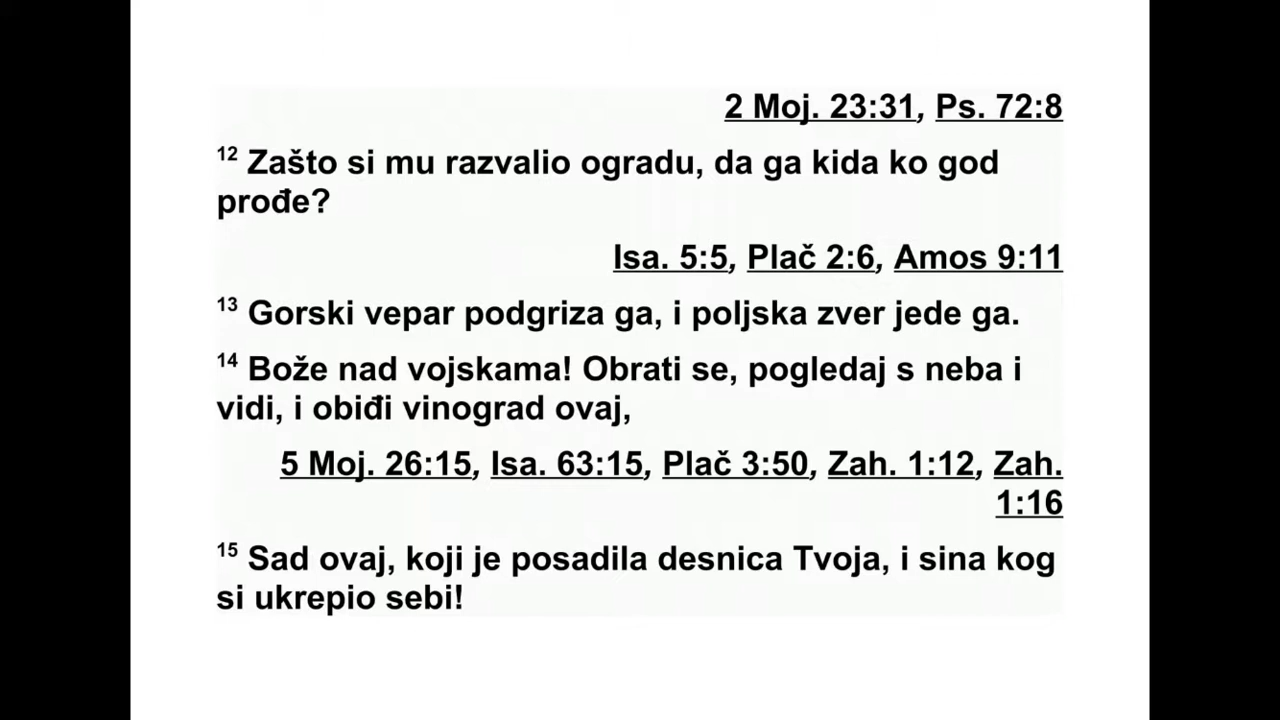 2 Moj. 23:31, Ps. 72:8
12 Zašto si mu razvalio ogradu, da ga kida ko god
prođe?
Isa. 5:5, Plač 2:6, Amos 9:11
13 Gorski vepar podgriza ga, i poljska zver jede ga.
14 Bože nad vojskama! Obrati se, pogledaj s neba i
vidi, i obiđi vinograd ovaj,
5 Moj. 26:15, Isa. 63:15, Plač 3:50, Zah. 1:12, Zah.
1:16
15 Sad ovaj, koji je posadila desnica Tvoja, i sina kog
si ukrepio sebi!